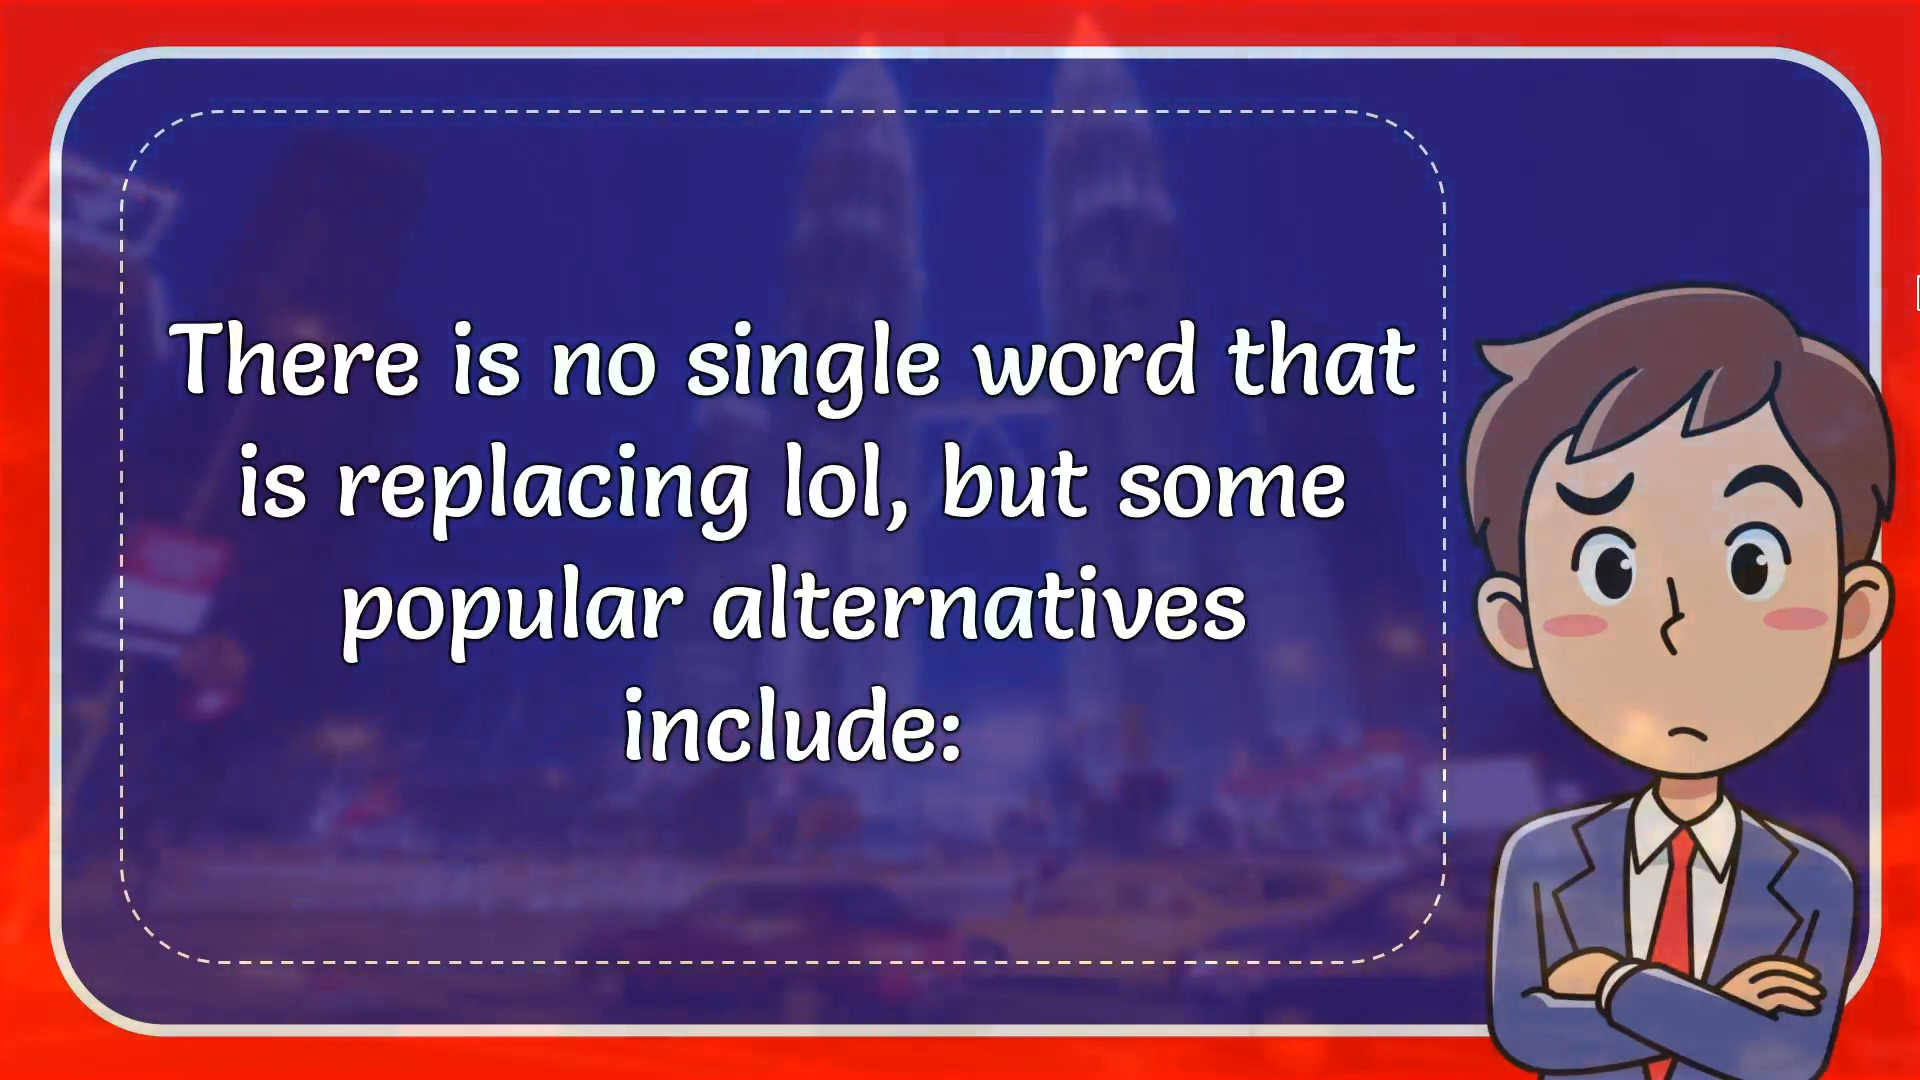 There is no single word that
is replacing lol, but some
popular alternatives
include: